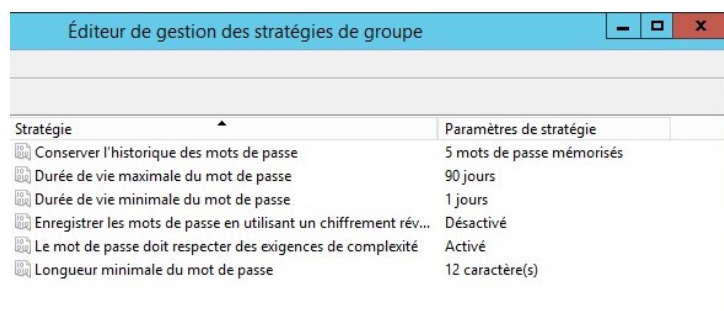 Éditeur de gestion des stratégies de groupe
Stratégie Paramètres de stratégie
Conserver l'historique des mots de passe 5 mots de passe mémorisés
Durée de vie maximale du mot de passe 90 jours
Durée de vie minimale du mot de passe 1 jours
Enregistrer les mots de passe en utilisant un chiffrement rév... Désactivé
Le mot de passe doit respecter des exigences de complexité Activé
Longueur minimale du mot de passe 12 caractère(s)